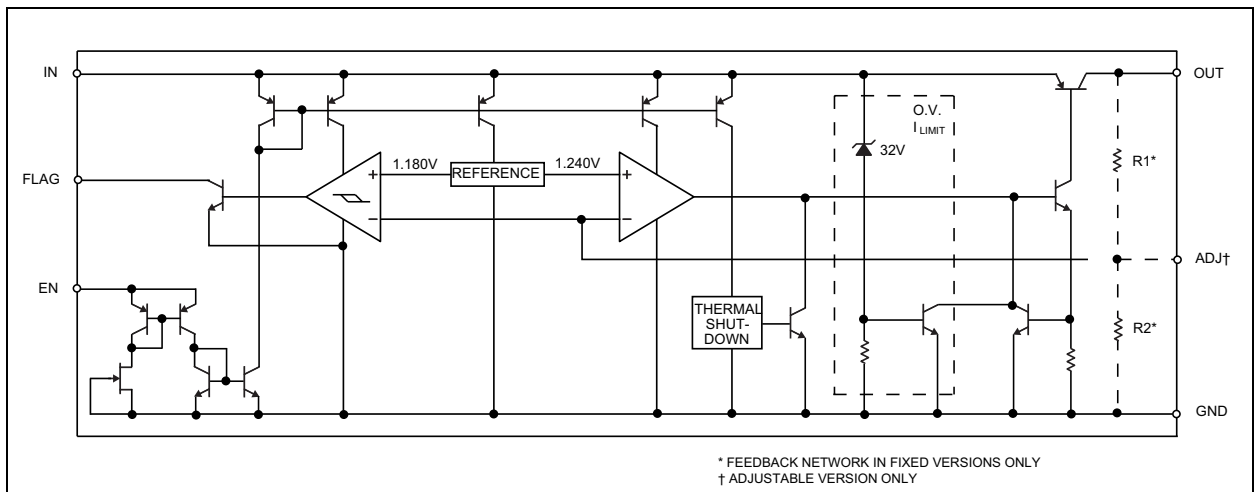 IN
OUT
O.V.
I LIMIT
32V
1.180V
REFERENCE
1.240V
R1*
FLAG
+
+
−
−
ADJ†
EN
THERMAL
SHUT-
DOWN
R2*
GND
* FEEDBACK NETWORK IN FIXED VERSIONS ONLY
† ADJUSTABLE VERSION ONLY